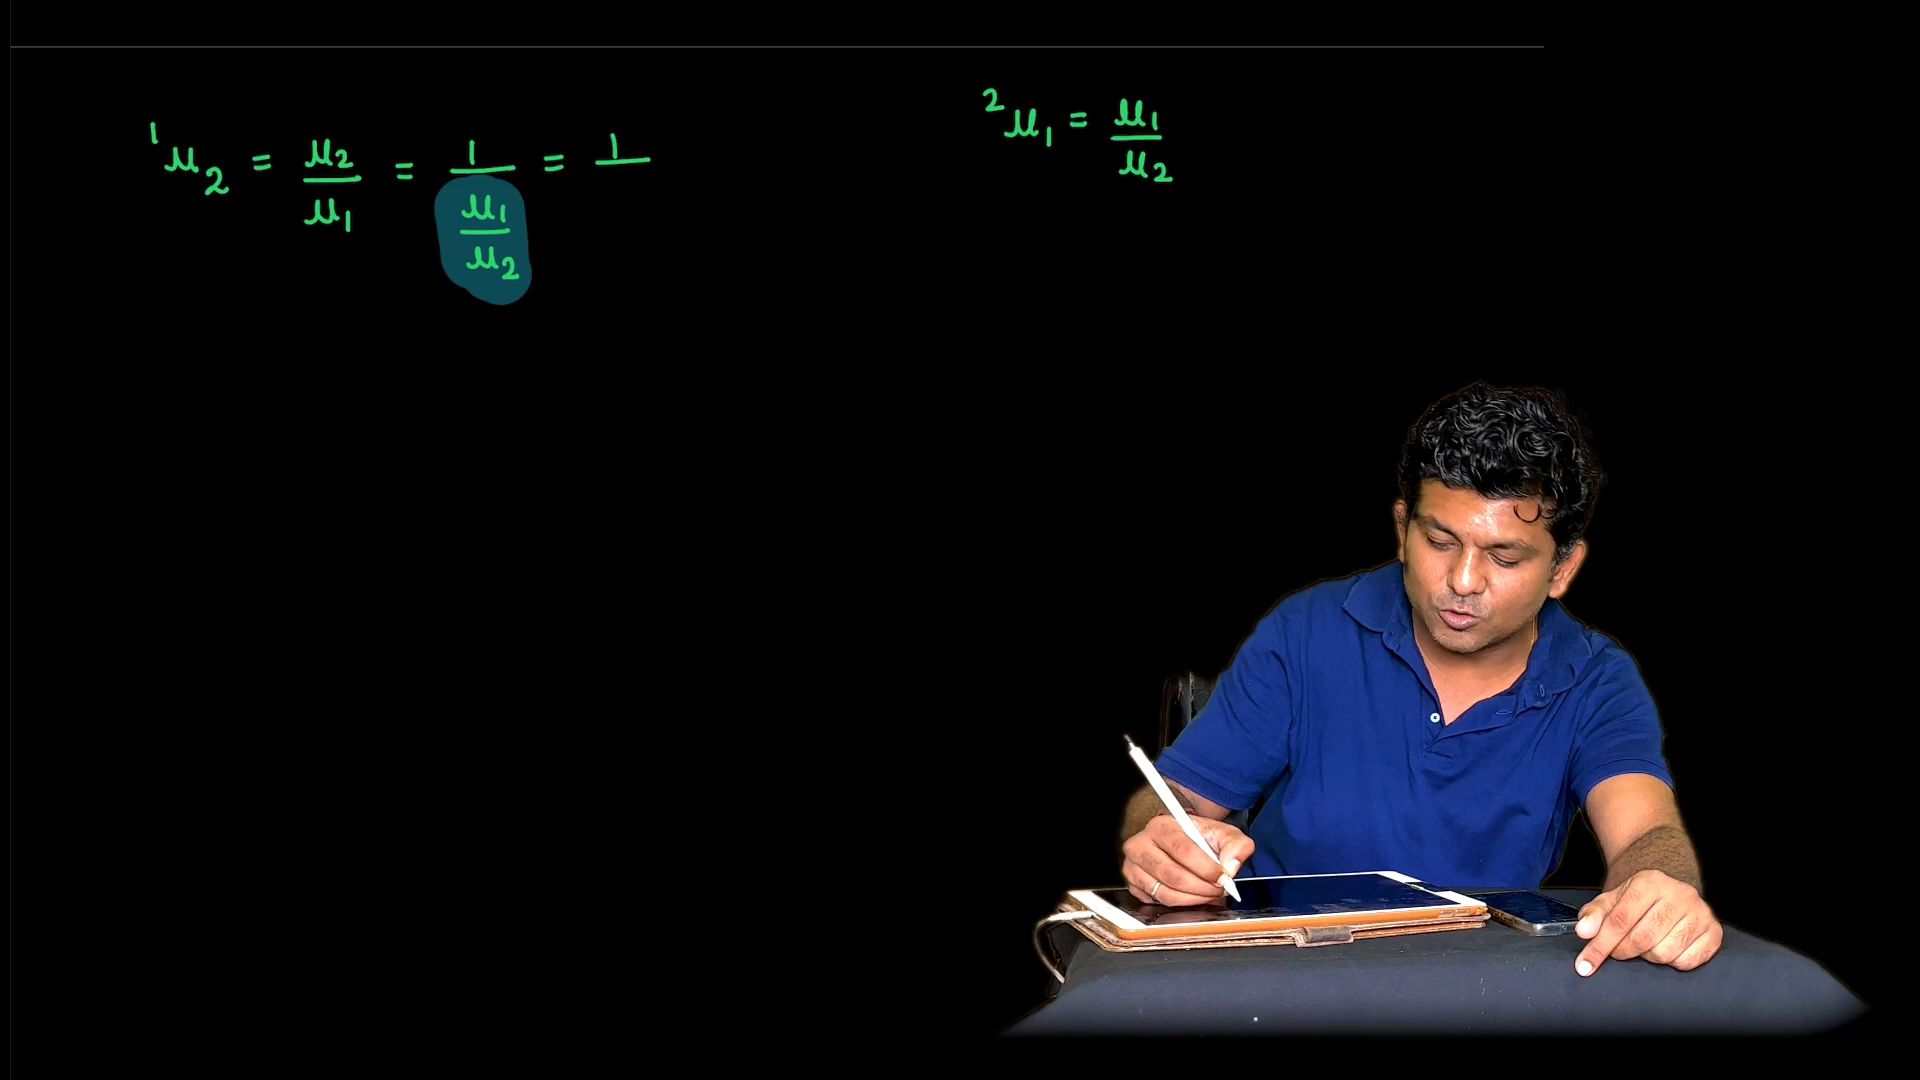 ¹μ₂ = μ₂/μ₁ = 1/(μ₁/μ₂) = 1/
²μ₁ = μ₁/μ₂